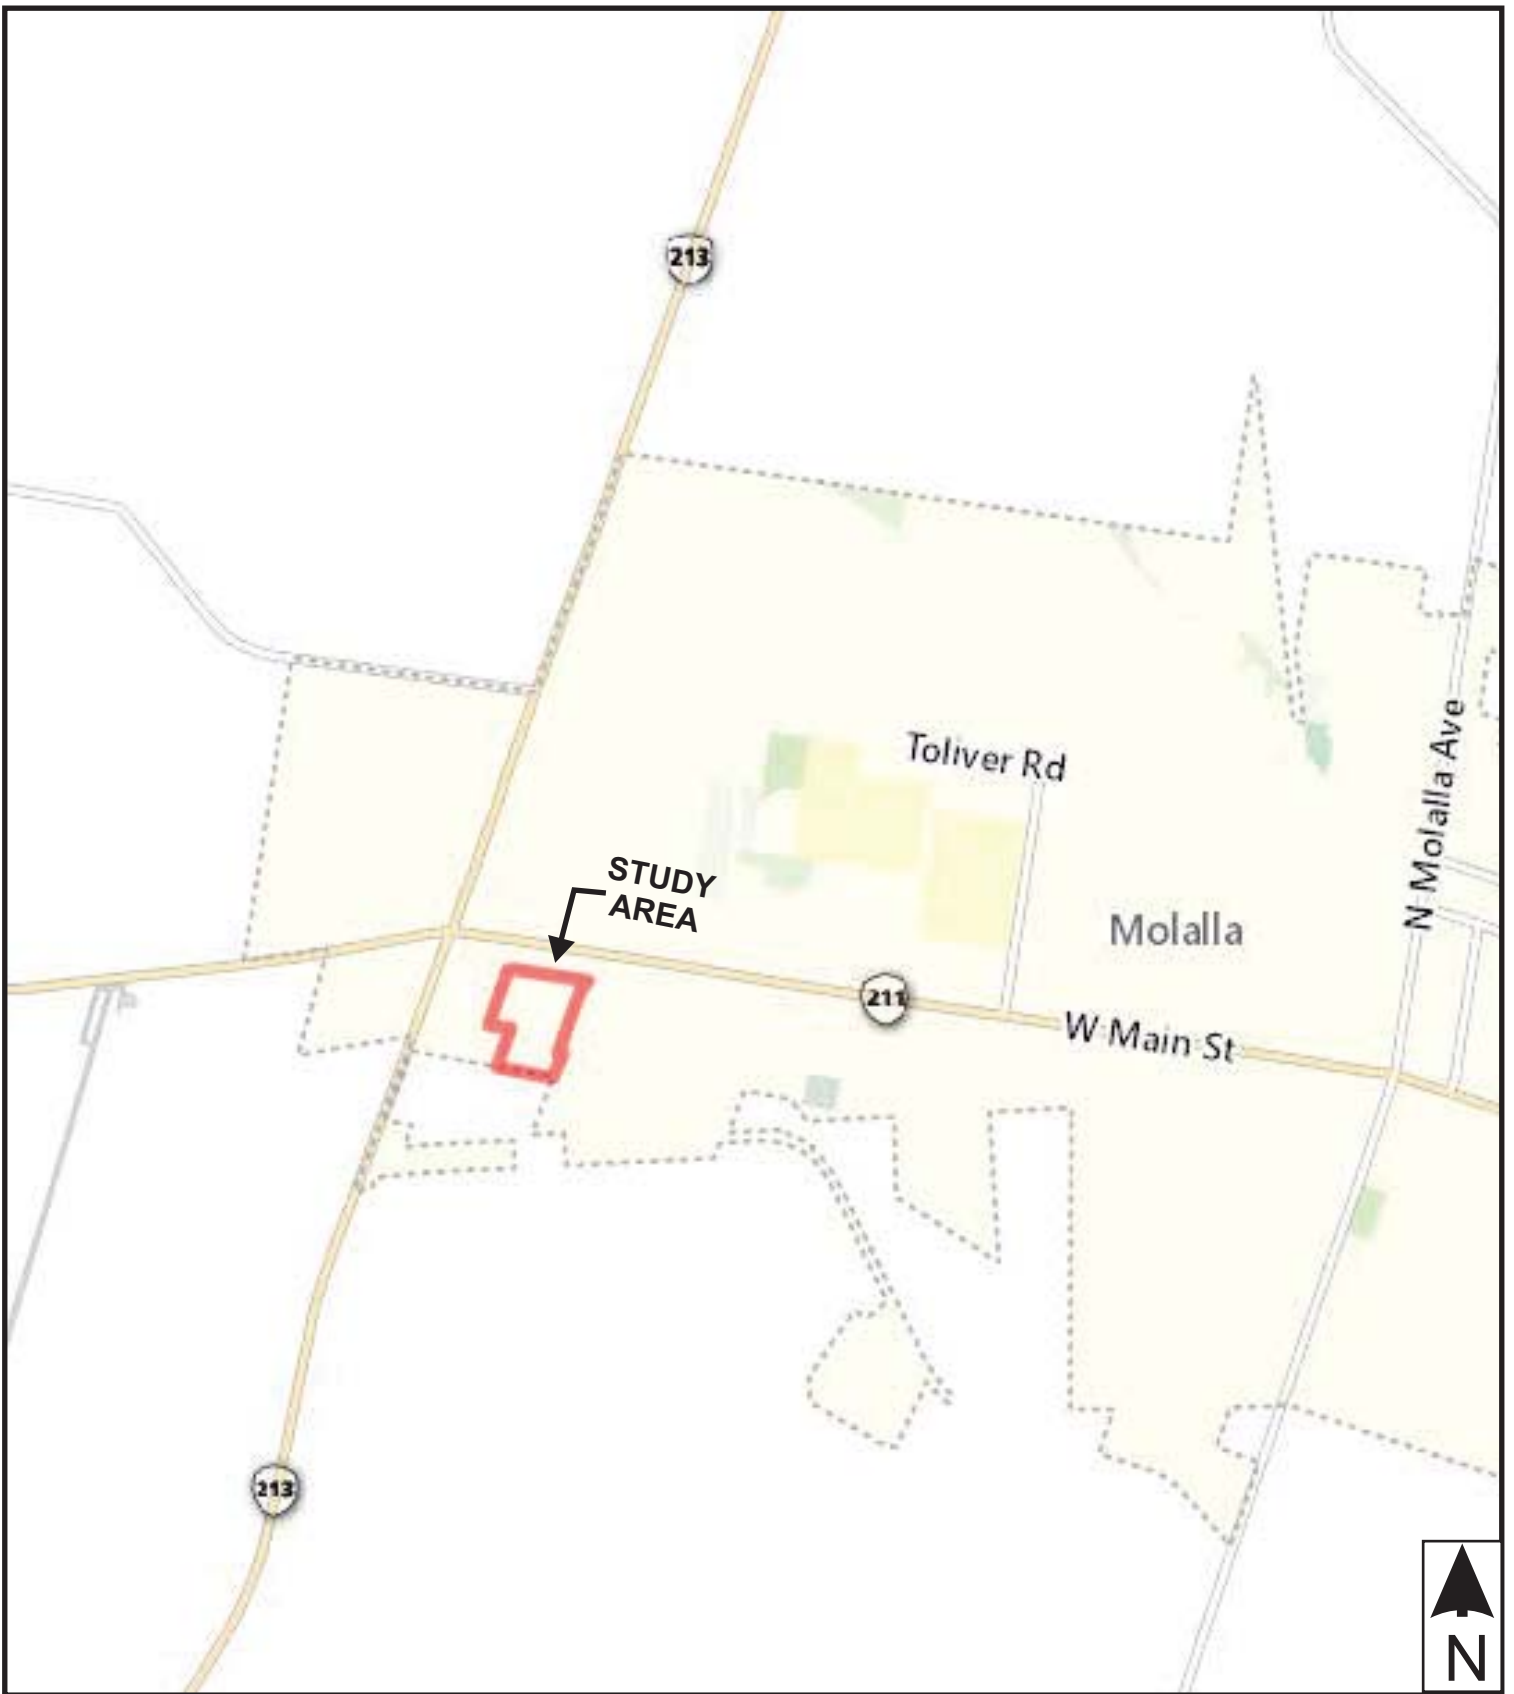 213
Toliver Rd
N Molalla Ave
STUDY
AREA
Molalla
211
W Main St
213
N